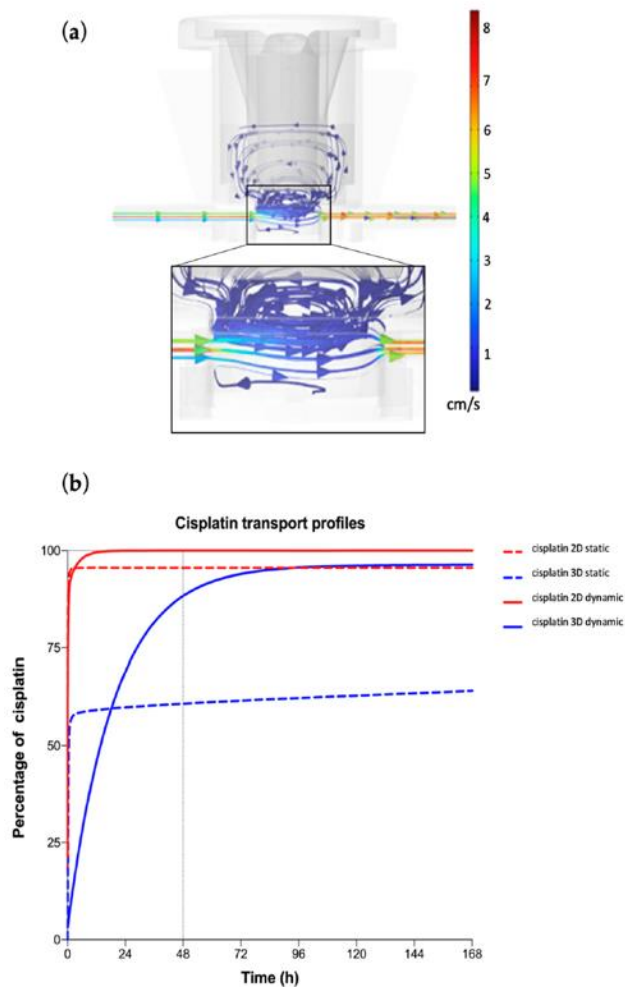 (a)
8
7
6
5
4
3
2
1
cm/s
(b)
Cisplatin transport profiles
cisplatin 2D static
cisplatin 3D static
cisplatin 2D dynamic
cisplatin 3D dynamic
Percentage of cisplatin
100
75
50
25
0
0 24 48 72 96 120 144 168
Time (h)